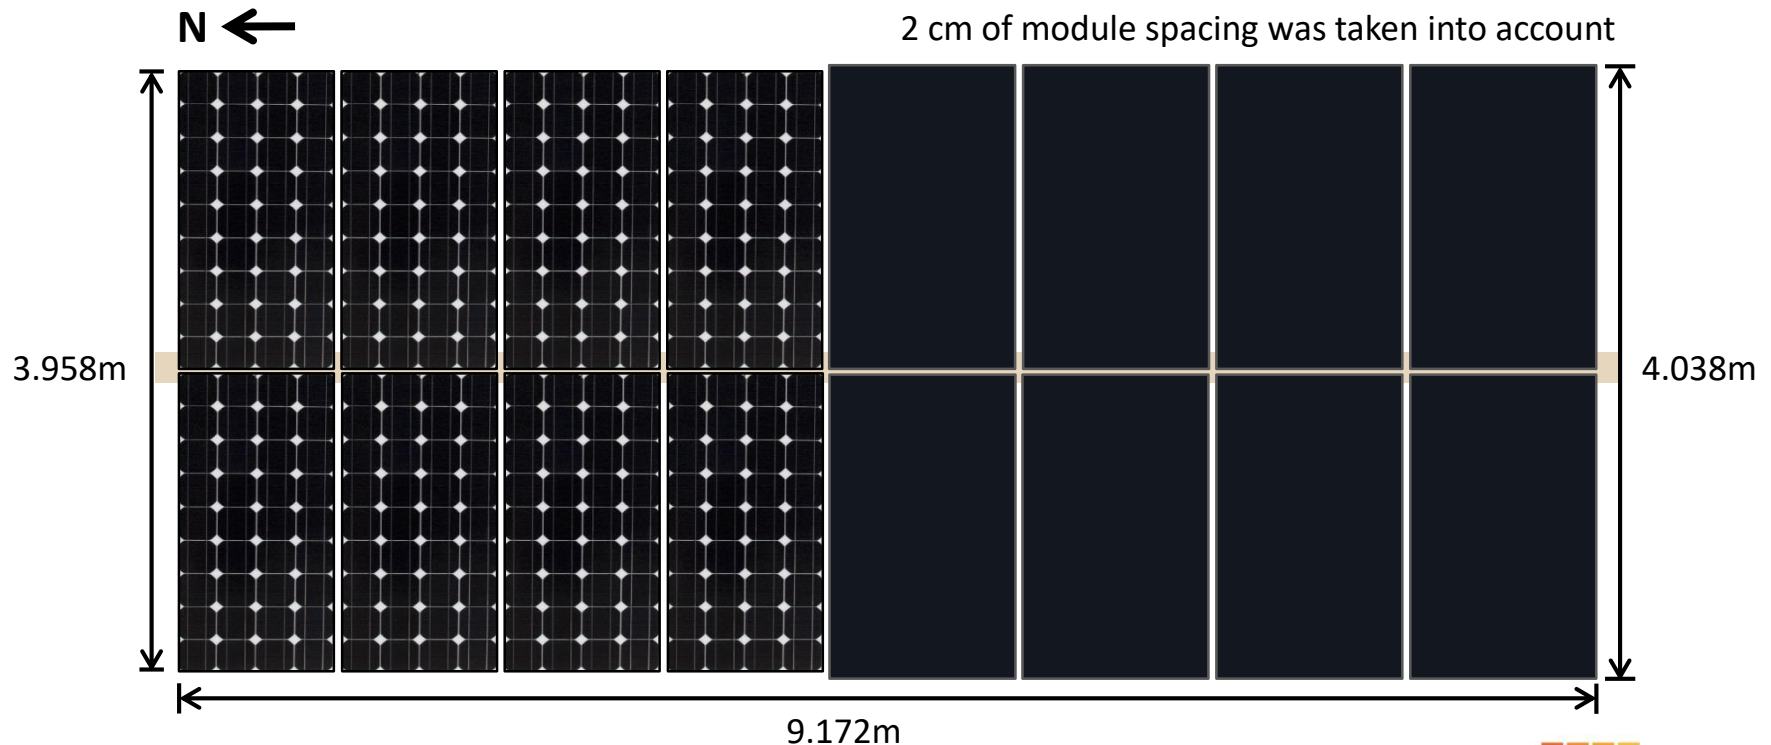 N
2 cm of module spacing was taken into account
3.958m
4.038m
9.172m